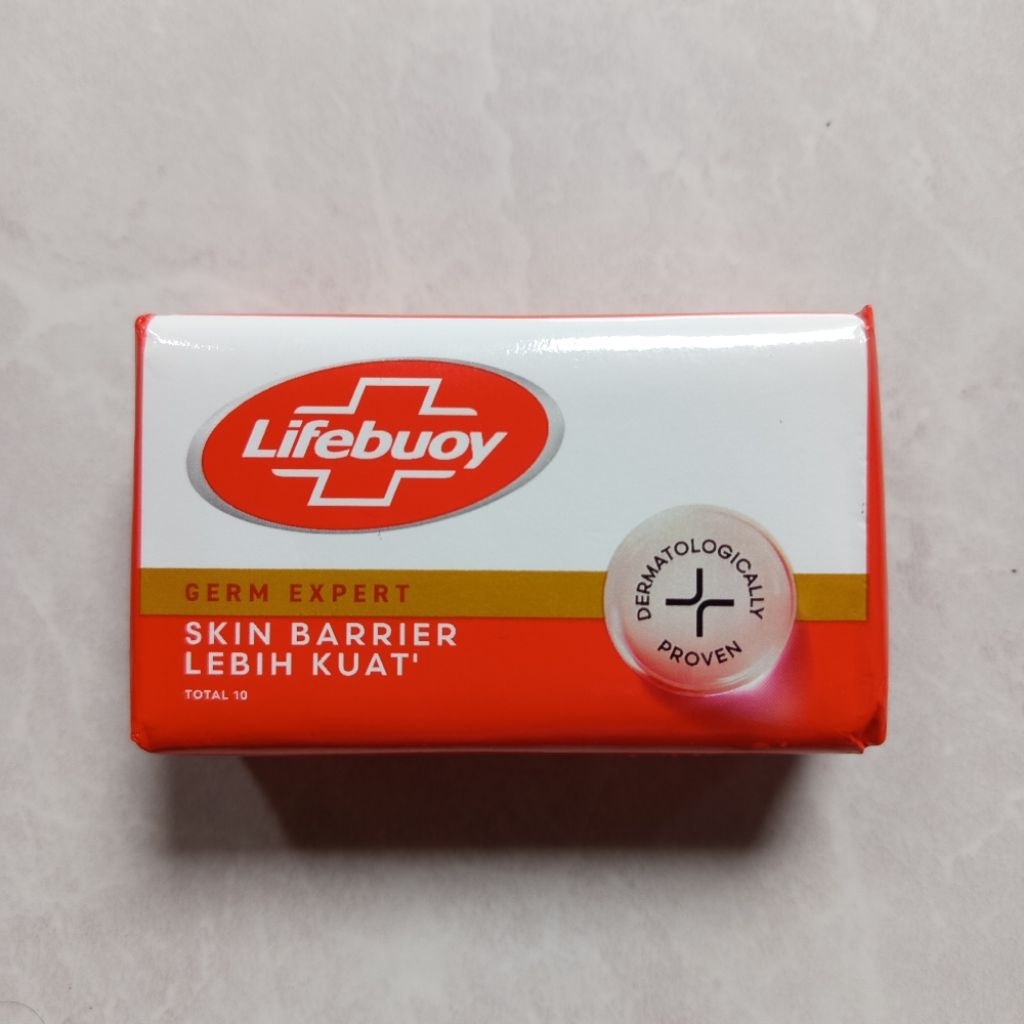 Lifebuoy
GERM EXPERT
SKIN BARRIER
LEBIH KUAT'
TOTAL 10
DERMATOLOGICALLY
PROVEN